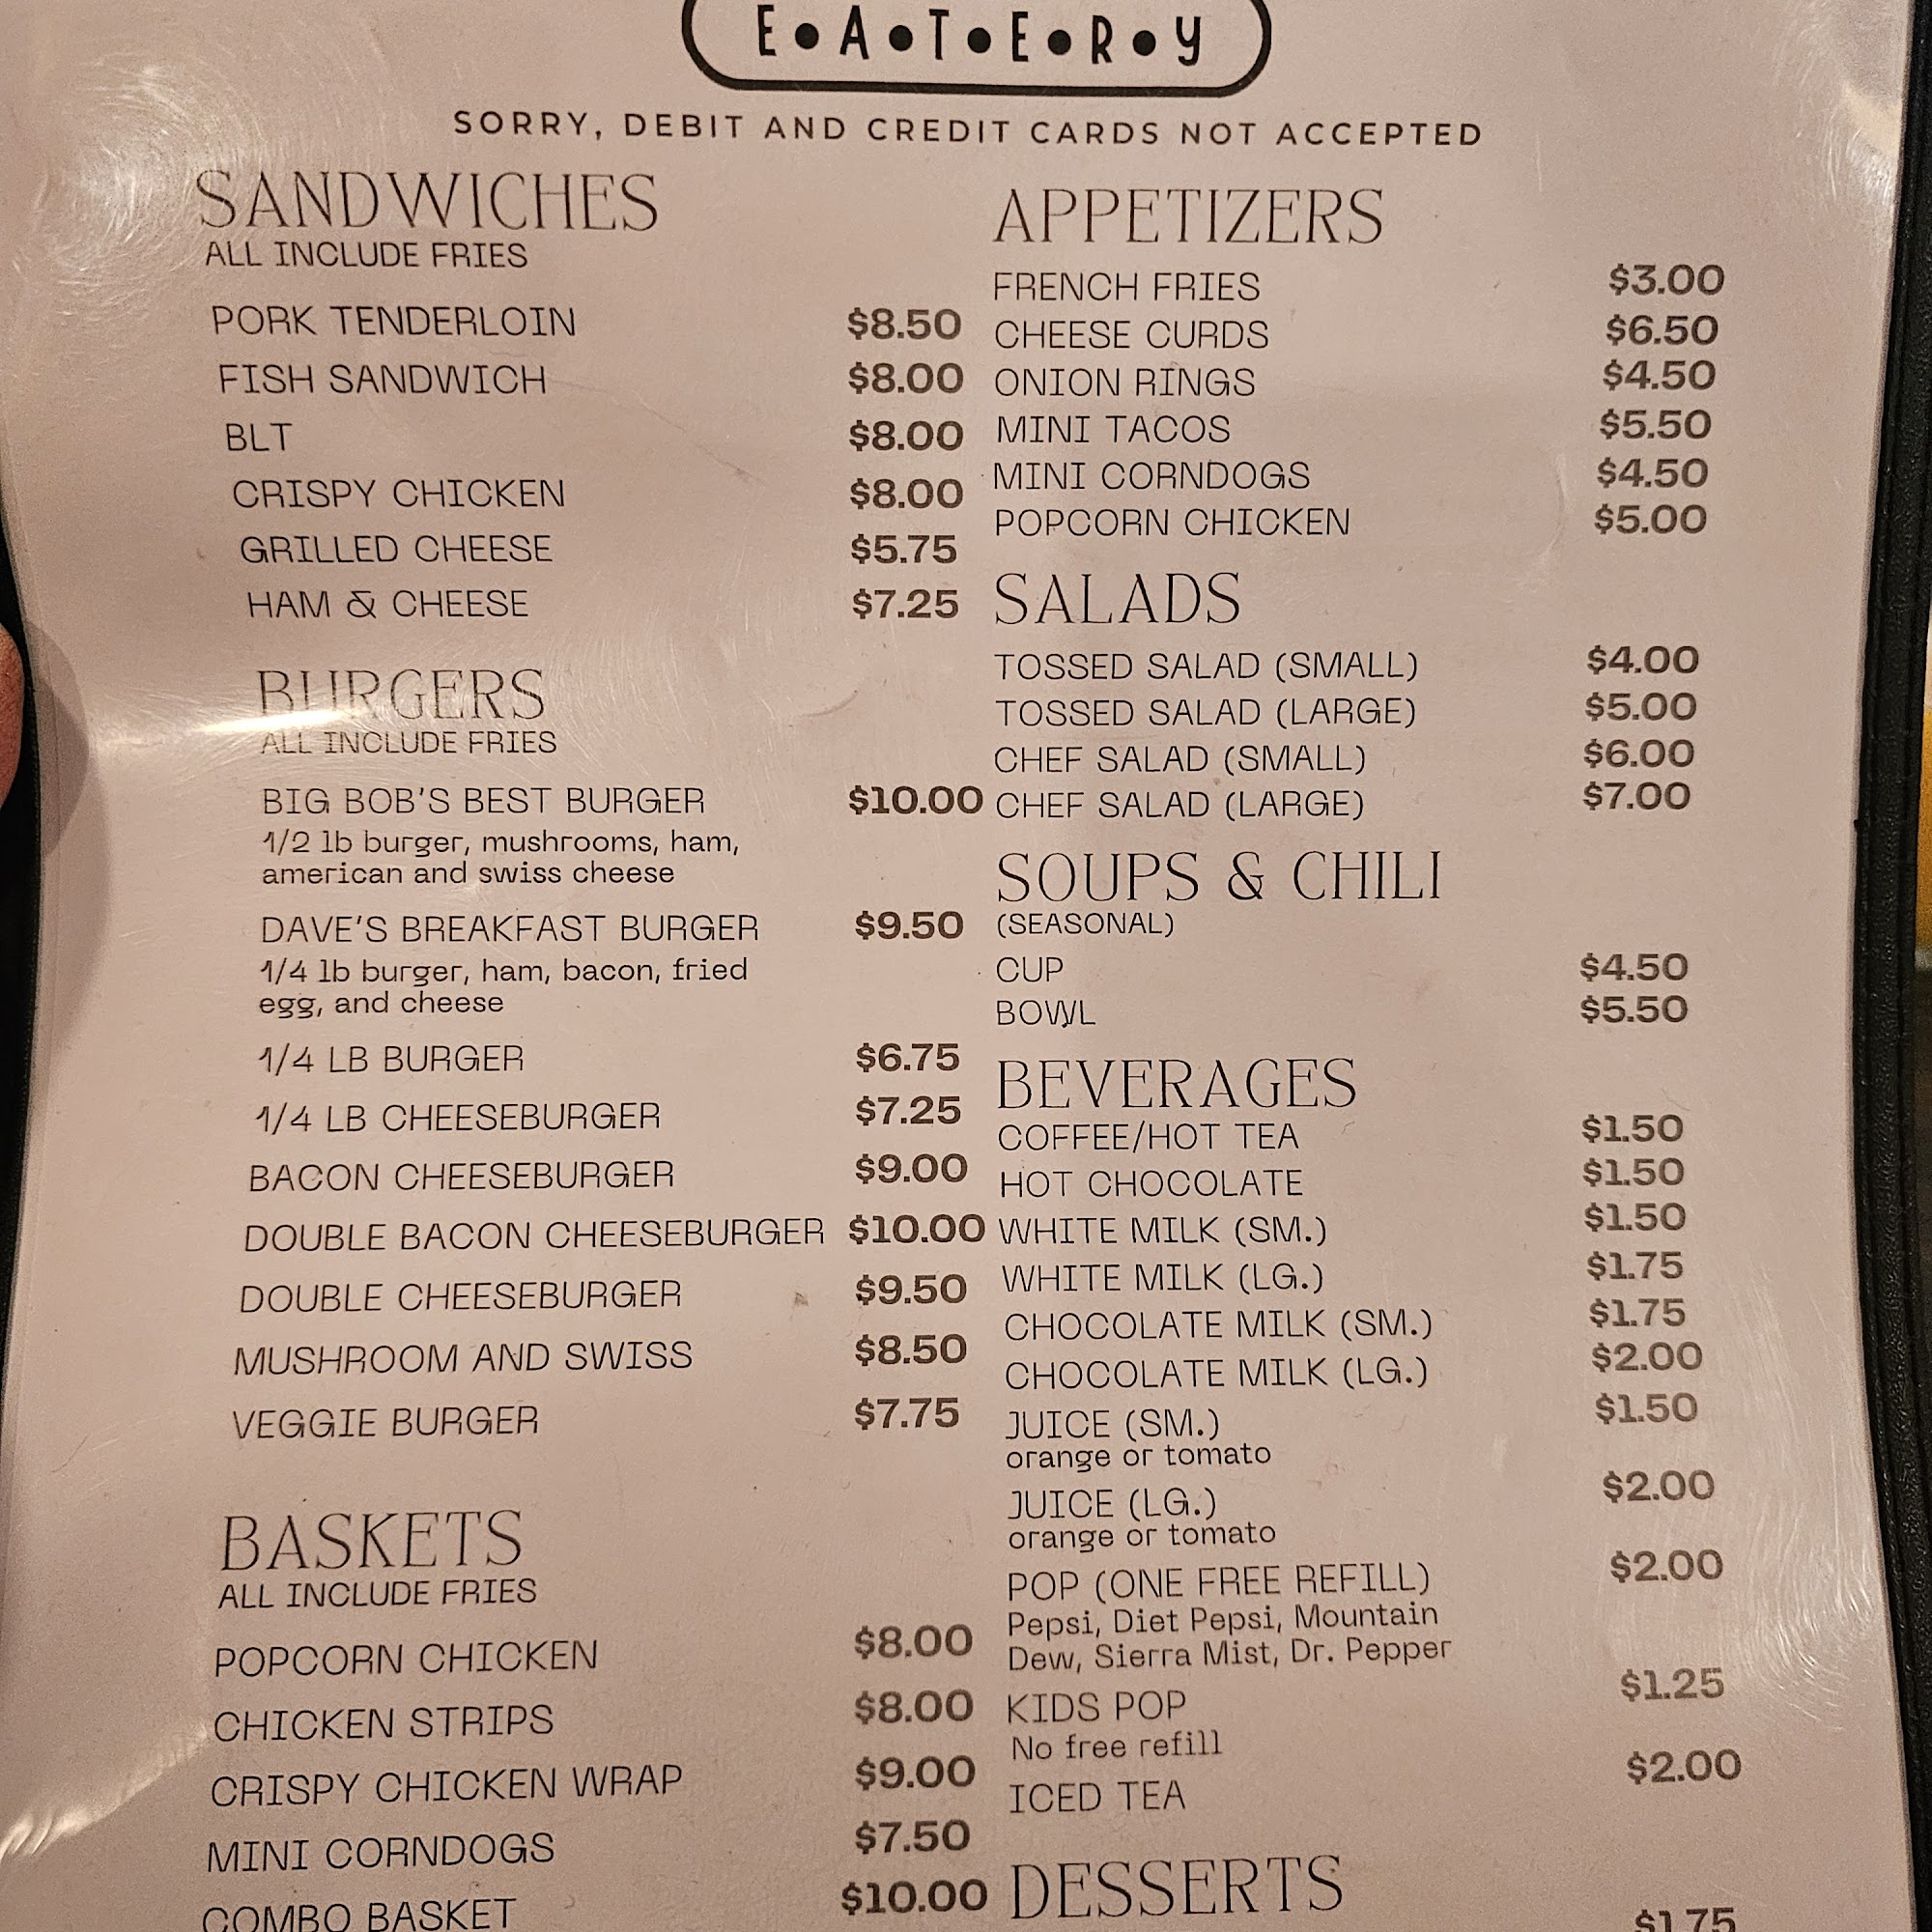 E•A•T•E•R•Y
SORRY, DEBIT AND CREDIT CARDS NOT ACCEPTED
SANDWICHES
ALL INCLUDE FRIES
PORK TENDERLOIN $8.50
FISH SANDWICH $8.00
BLT $8.00
CRISPY CHICKEN $8.00
GRILLED CHEESE $5.75
HAM & CHEESE $7.25
BURGERS
ALL INCLUDE FRIES
BIG BOB'S BEST BURGER $10.00
1/2 lb burger, mushrooms, ham,
american and swiss cheese
DAVE'S BREAKFAST BURGER $9.50
1/4 lb burger, ham, bacon, fried
egg, and cheese
1/4 LB BURGER $6.75
1/4 LB CHEESEBURGER $7.25
BACON CHEESEBURGER $9.00
DOUBLE BACON CHEESEBURGER $10.00
DOUBLE CHEESEBURGER $9.50
MUSHROOM AND SWISS $8.50
VEGGIE BURGER $7.75
BASKETS
ALL INCLUDE FRIES
POPCORN CHICKEN $8.00
CHICKEN STRIPS $8.00
CRISPY CHICKEN WRAP $9.00
MINI CORNDOGS $7.50
COMBO BASKET $10.00
APPETIZERS
FRENCH FRIES $3.00
CHEESE CURDS $6.50
ONION RINGS $4.50
MINI TACOS $5.50
MINI CORNDOGS $4.50
POPCORN CHICKEN $5.00
SALADS
TOSSED SALAD (SMALL) $4.00
TOSSED SALAD (LARGE) $5.00
CHEF SALAD (SMALL) $6.00
CHEF SALAD (LARGE) $7.00
SOUPS & CHILI
(SEASONAL)
CUP $4.50
BOWL $5.50
BEVERAGES
COFFEE/HOT TEA $1.50
HOT CHOCOLATE $1.50
WHITE MILK (SM.) $1.50
WHITE MILK (LG.) $1.75
CHOCOLATE MILK (SM.) $1.75
CHOCOLATE MILK (LG.) $2.00
JUICE (SM.) $1.50
orange or tomato
JUICE (LG.) $2.00
orange or tomato
POP (ONE FREE REFILL) $2.00
Pepsi, Diet Pepsi, Mountain
Dew, Sierra Mist, Dr. Pepper
KIDS POP $1.25
No free refill
ICED TEA $2.00
DESSERTS
$1.75